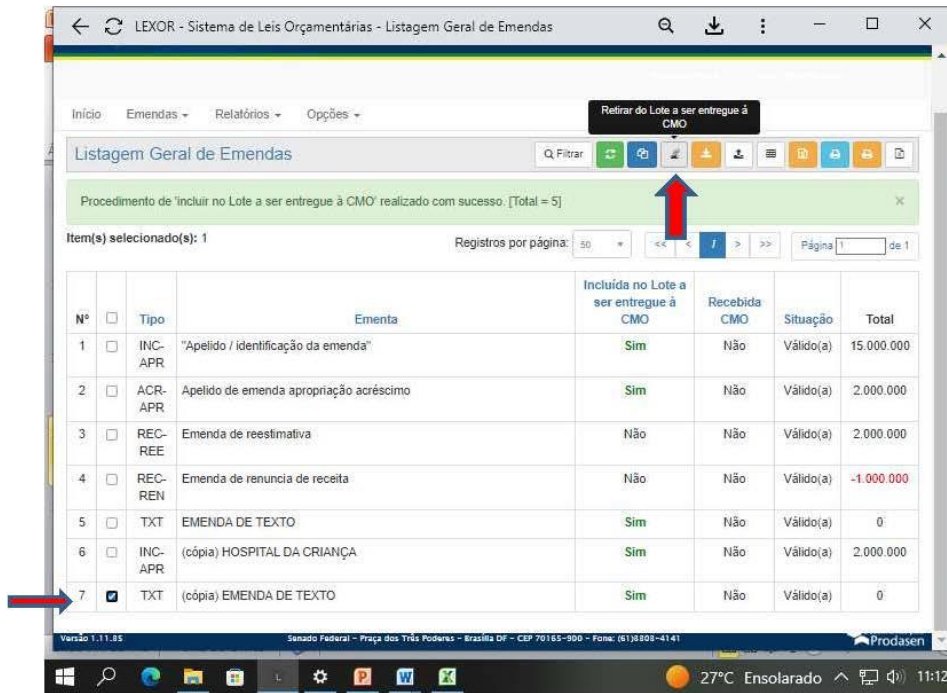 LEXOR - Sistema de Leis Orçamentárias - Listagem Geral de Emendas
Início Emendas Relatórios Opções
Retirar do Lote a ser entregue à
CMO
Listagem Geral de Emendas
Filtrar
Procedimento de 'incluir no Lote a ser entregue à CMO' realizado com sucesso. [Total = 5]
Item(s) selecionado(s): 1
Registros por página: 50 << < 1 > >> Página 1 de 1
Nº Tipo Ementa Incluída no Lote a ser entregue à CMO Recebida CMO Situação Total
1 INC-APR "Apelido / identificação da emenda" Sim Não Válido(a) 15.000.000
2 ACR-APR Apelido de emenda apropriação acréscimo Sim Não Válido(a) 2.000.000
3 REC-REE Emenda de reestimativa Não Não Válido(a) 2.000.000
4 REC-REN Emenda de renuncia de receita Não Não Válido(a) -1.000.000
5 TXT EMENDA DE TEXTO Sim Não Válido(a) 0
6 INC-APR (cópia) HOSPITAL DA CRIANÇA Sim Não Válido(a) 2.000.000
7 TXT (cópia) EMENDA DE TEXTO Sim Não Válido(a) 0
Versão 1.11.85 Senado Federal - Praça dos Três Poderes - Brasília DF - CEP 70165-900 - Fone: (61)3303-4141 Prodasen
27°C Ensolarado 11:12